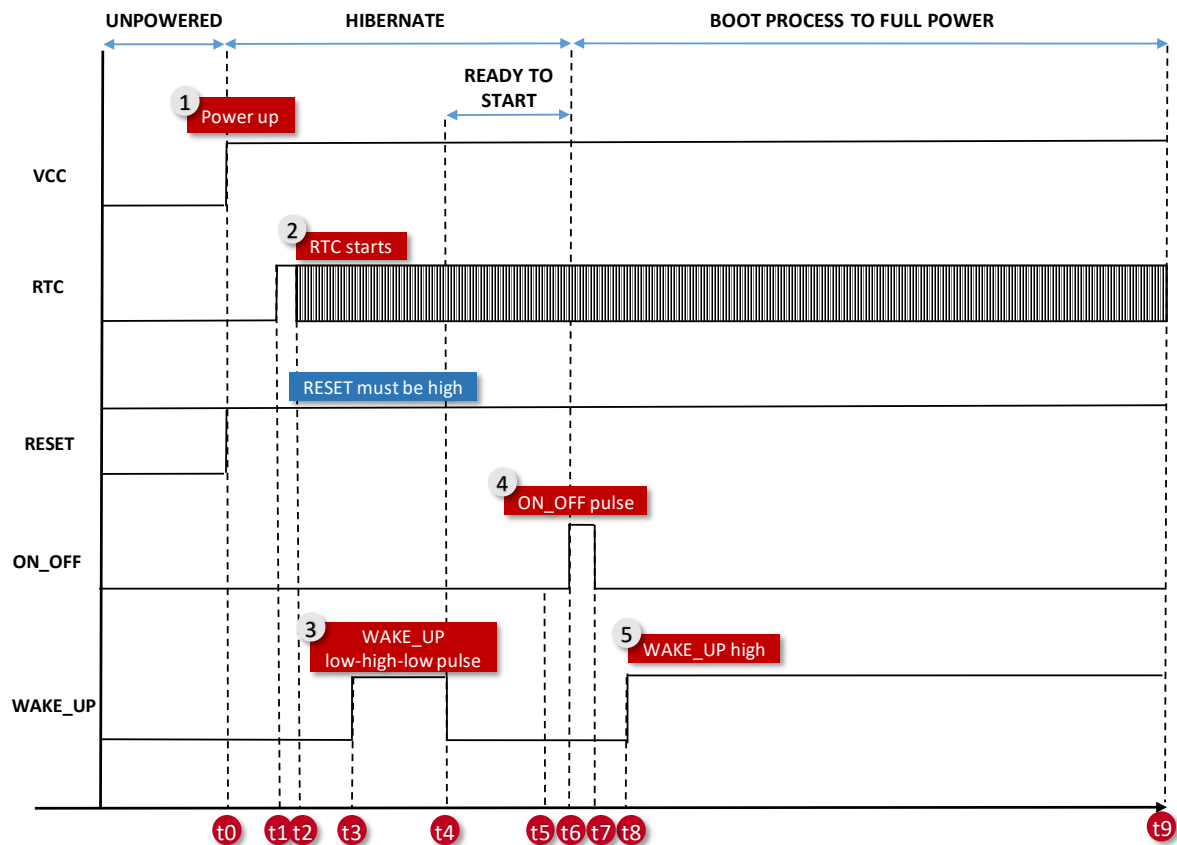 UNPOWERED
HIBERNATE
BOOT PROCESS TO FULL POWER
READY TO
START
1
Power up
VCC
2
RTC starts
RTC
RESET must be high
RESET
4
ON_OFF pulse
ON_OFF
3
WAKE_UP
low-high-low pulse
5
WAKE_UP high
WAKE_UP
t0
t1
t2
t3
t4
t5
t6
t7
t8
t9